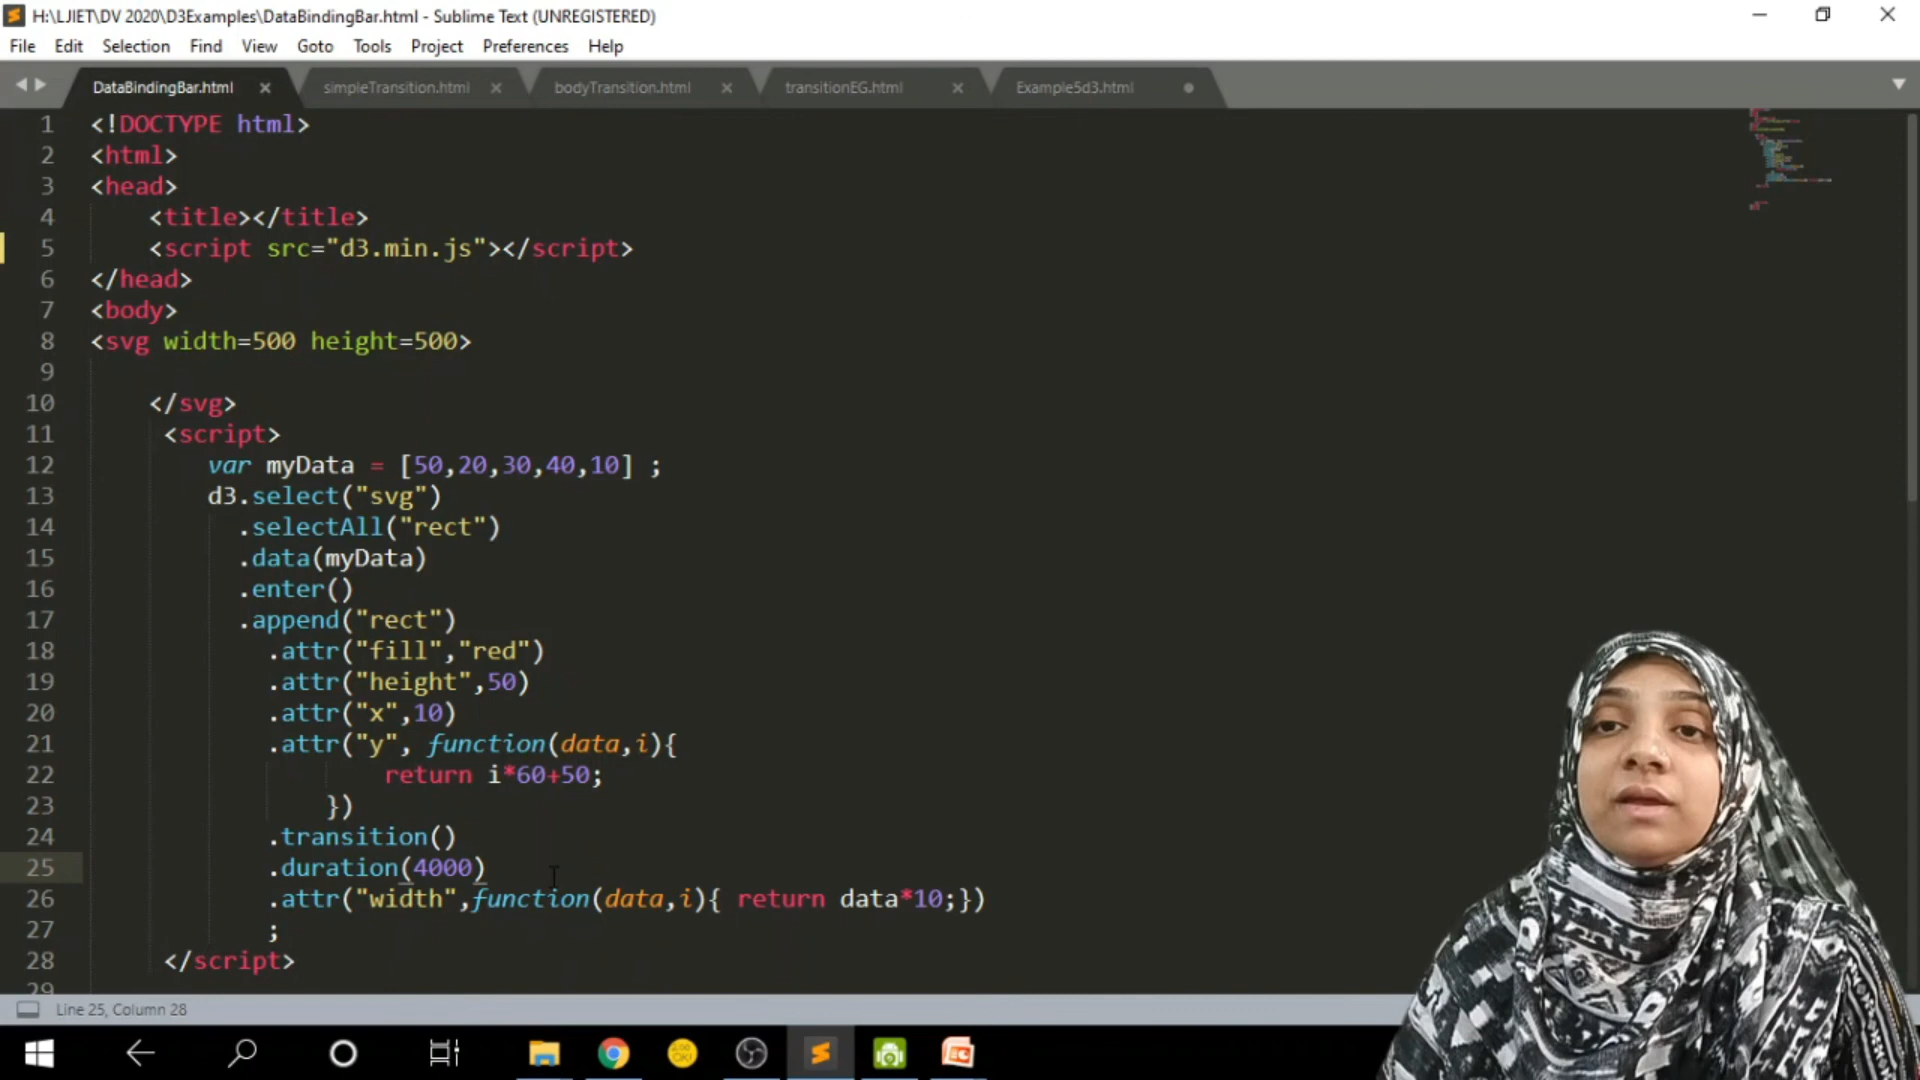 H:\LJIET\DV 2020\D3Examples\DataBindingBar.html - Sublime Text (UNREGISTERED)
File Edit Selection Find View Goto Tools Project Preferences Help
DataBindingBar.html simpleTransition.html bodyTransition.html transitionEG.html Example5d3.html
1 <!DOCTYPE html>
2 <html>
3 <head>
4 <title></title>
5 <script src="d3.min.js"></script>
6 </head>
7 <body>
8 <svg width=500 height=500>
9
10 </svg>
11 <script>
12 var myData = [50,20,30,40,10] ;
13 d3.select("svg")
14 .selectAll("rect")
15 .data(myData)
16 .enter()
17 .append("rect")
18 .attr("fill","red")
19 .attr("height",50)
20 .attr("x",10)
21 .attr("y", function(data,i){
22 return i*60+50;
23 })
24 .transition()
25 .duration(4000)
26 .attr("width",function(data,i){ return data*10;})
27 ;
28 </script>
29
Line 25, Column 28